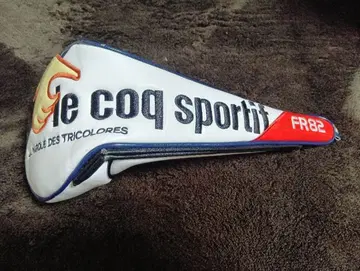 le coq sportif
DES TRICOLORES
FR82